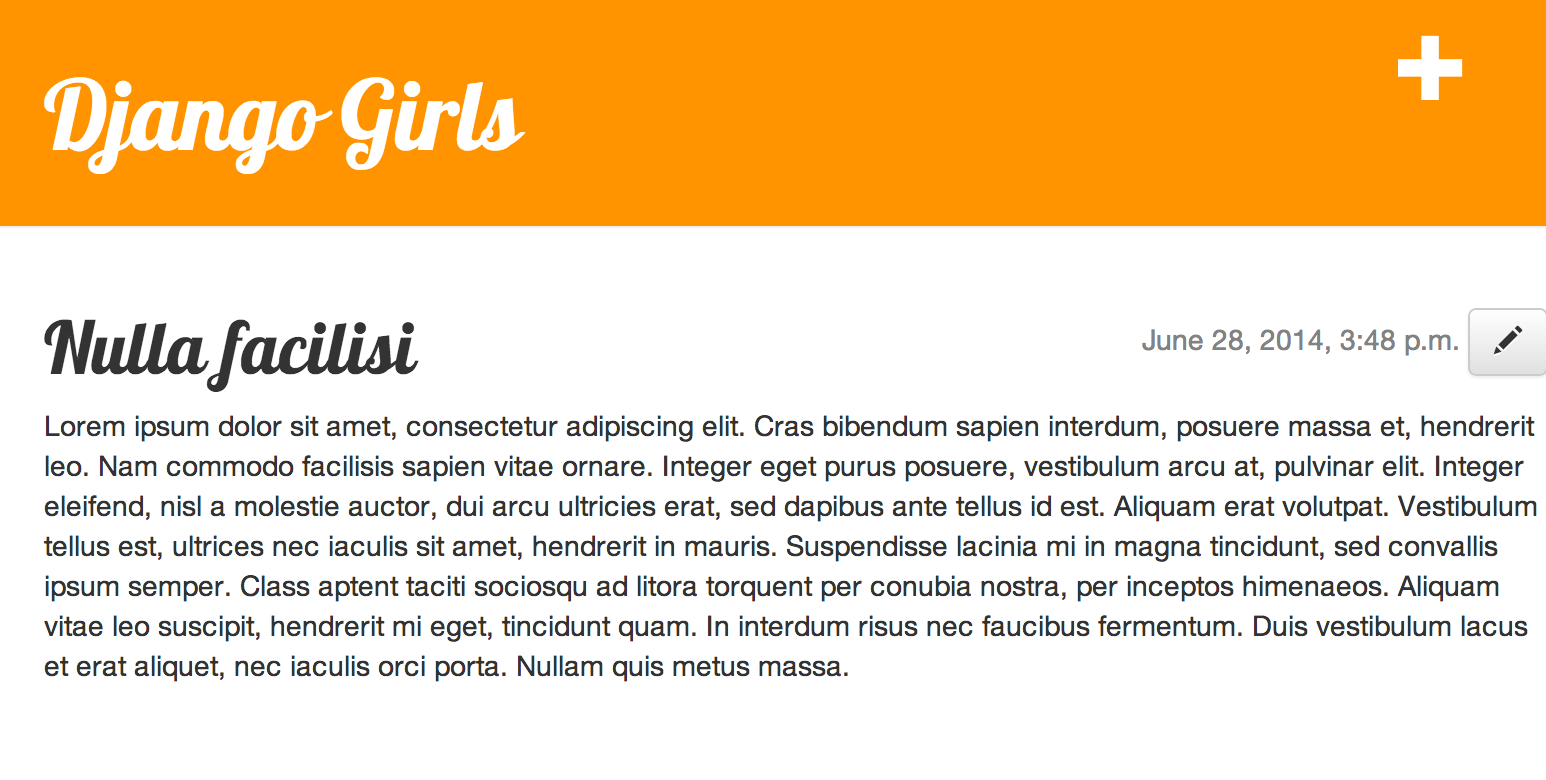 Django Girls
Nulla facilisi
June 28, 2014, 3:48 p.m.
Lorem ipsum dolor sit amet, consectetur adipiscing elit. Cras bibendum sapien interdum, posuere massa et, hendrerit
leo. Nam commodo facilisis sapien vitae ornare. Integer eget purus posuere, vestibulum arcu at, pulvinar elit. Integer
eleifend, nisl a molestie auctor, dui arcu ultricies erat, sed dapibus ante tellus id est. Aliquam erat volutpat. Vestibulum
tellus est, ultrices nec iaculis sit amet, hendrerit in mauris. Suspendisse lacinia mi in magna tincidunt, sed convallis
ipsum semper. Class aptent taciti sociosqu ad litora torquent per conubia nostra, per inceptos himenaeos. Aliquam
vitae leo suscipit, hendrerit mi eget, tincidunt quam. In interdum risus nec faucibus fermentum. Duis vestibulum lacus
et erat aliquet, nec iaculis orci porta. Nullam quis metus massa.